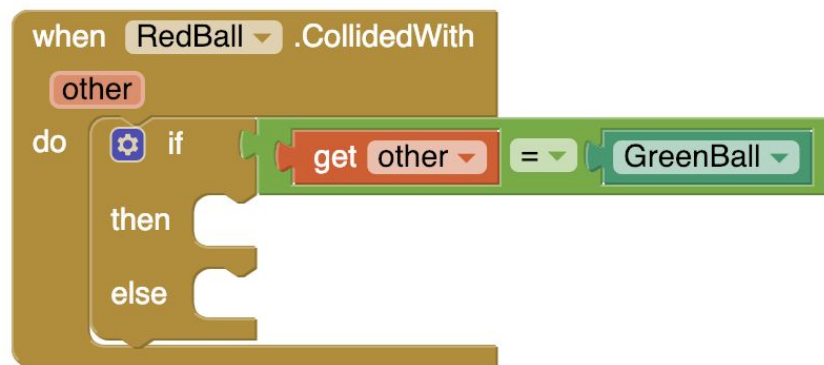 when RedBall .CollidedWith
other
do if get other = GreenBall
then
else